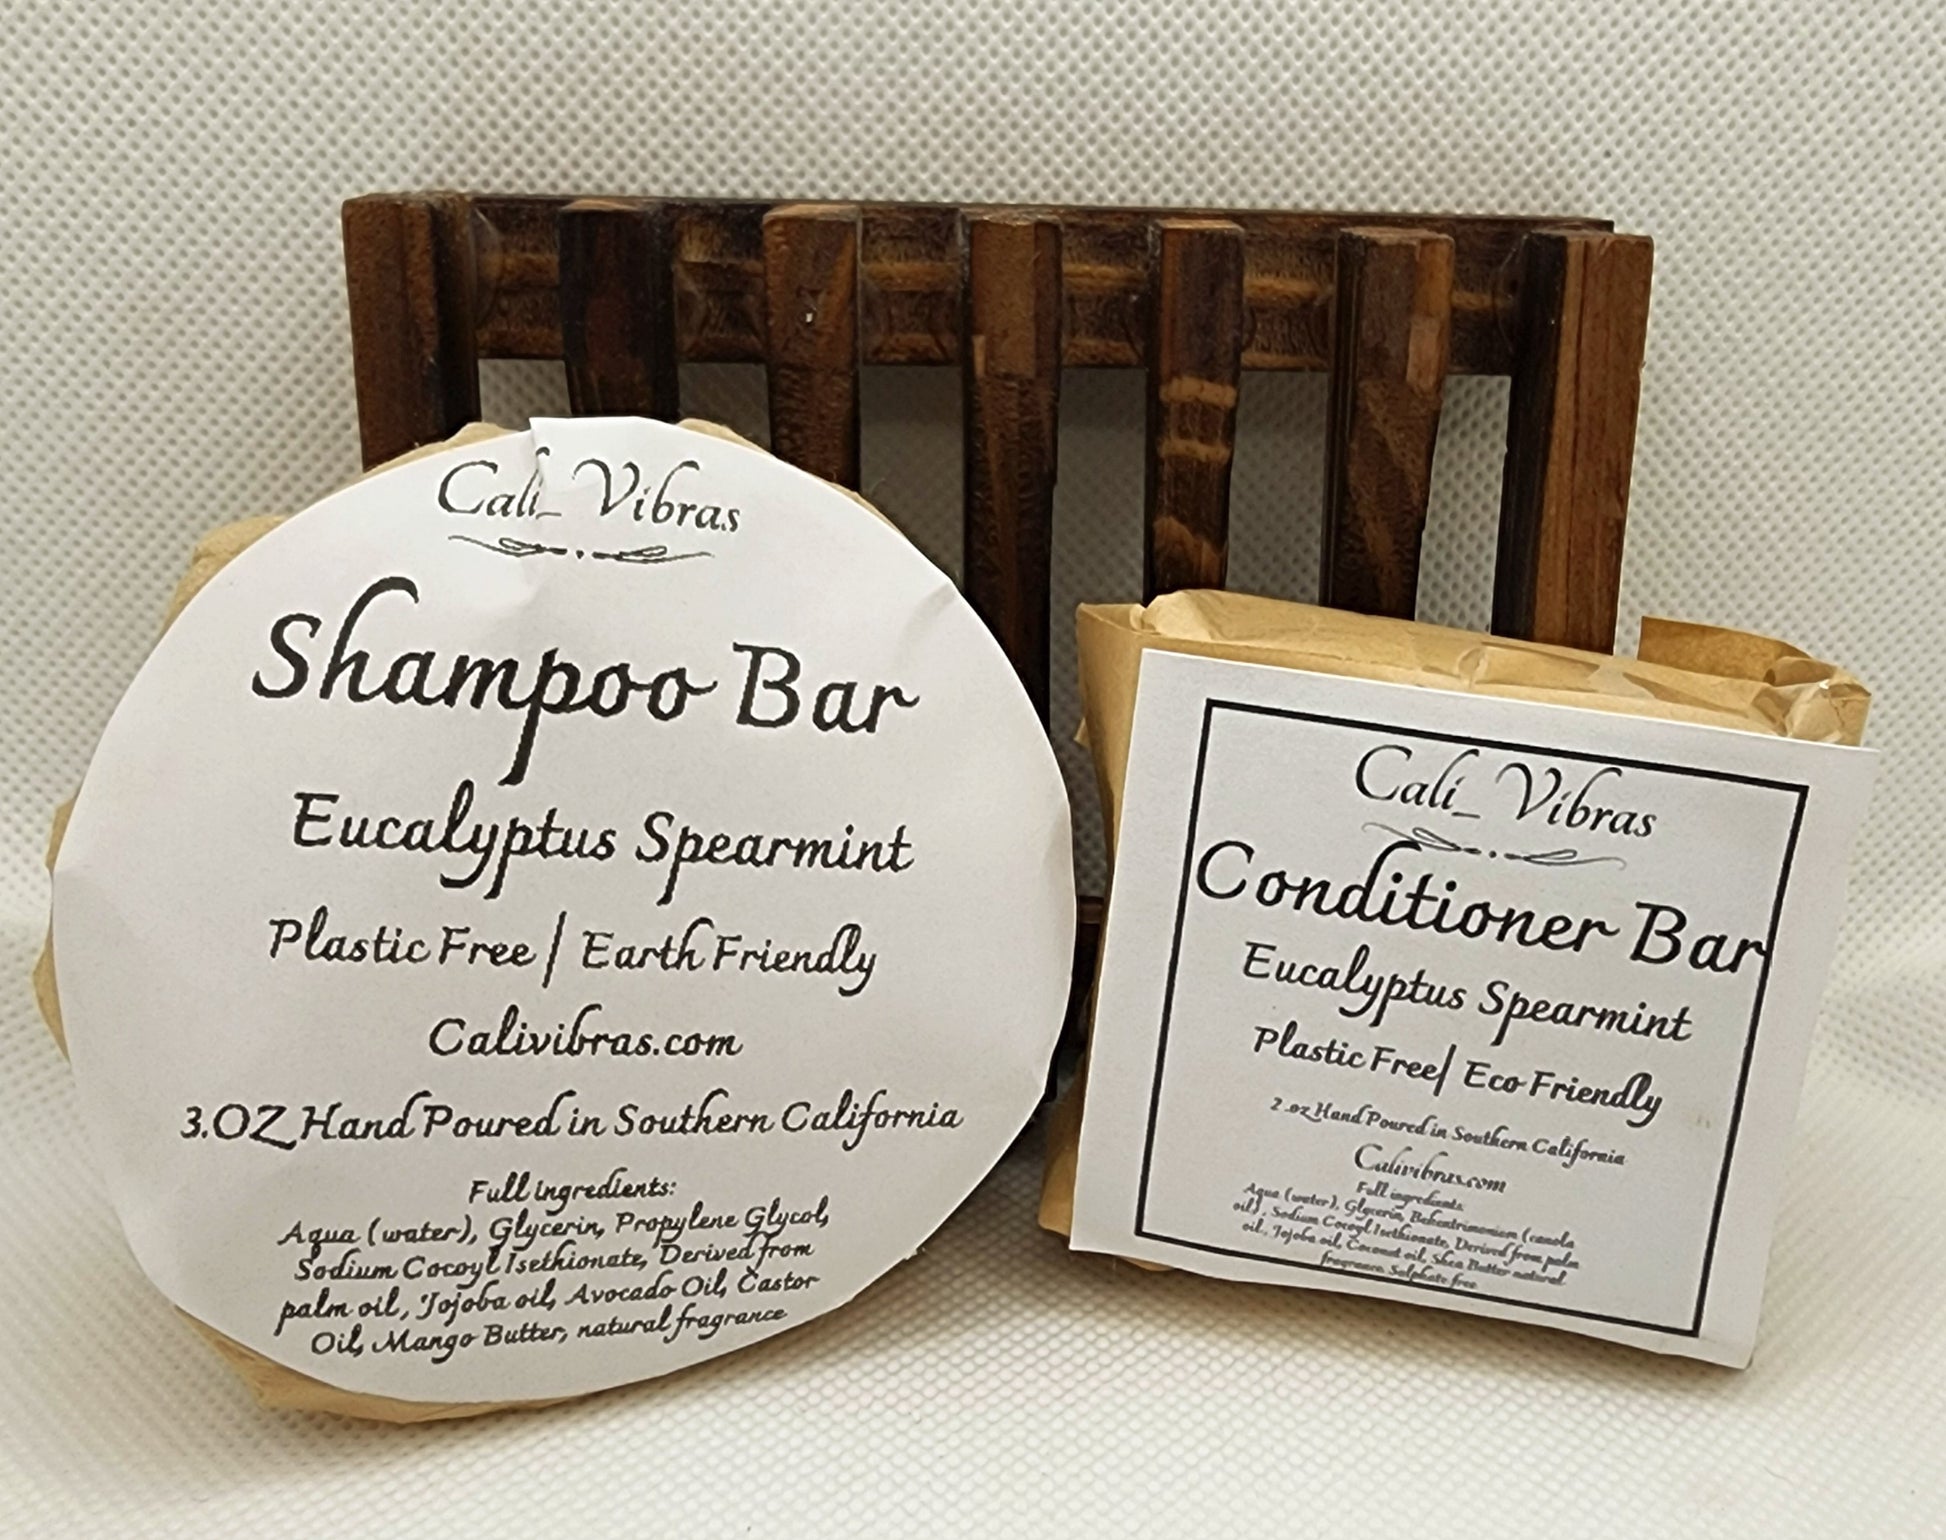 Cali_ Vibras
Shampoo Bar
Eucalyptus Spearmint
Plastic Free | Earth Friendly
Calivibras.com
3.OZ Hand Poured in Southern California
Full ingredients:
Aqua (water), Glycerin, Propylene Glycol,
Sodium Cocoyl Isethionate, Derived from
palm oil, Jojoba oil, Avocado Oil, Castor
Oil, Mango Butter, natural fragrance
Cali_ Vibras
Conditioner Bar
Eucalyptus Spearmint
Plastic Free| Eco Friendly
2 .oz Hand Poured in Southern California
Calivibras.com
Full ingredients:
Aqua (water), Glycerin, Behentrimonium (canola
oil), Sodium Cocoyl Isethionate, Derived from palm
oil, Jojoba oil, Coconut oil, Shea Butter natural
fragrance. Sulphate free